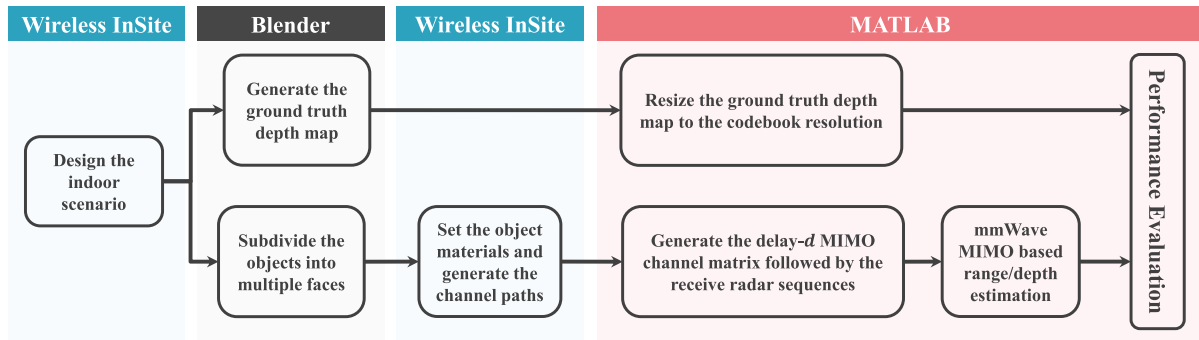 Wireless InSite
Blender
Wireless InSite
MATLAB
Design the
indoor
scenario
Generate the
ground truth
depth map
Resize the ground truth depth
map to the codebook resolution
Subdivide the
objects into
multiple faces
Set the object
materials and
generate the
channel paths
Generate the delay-d MIMO
channel matrix followed by the
receive radar sequences
mmWave
MIMO based
range/depth
estimation
Performance Evaluation